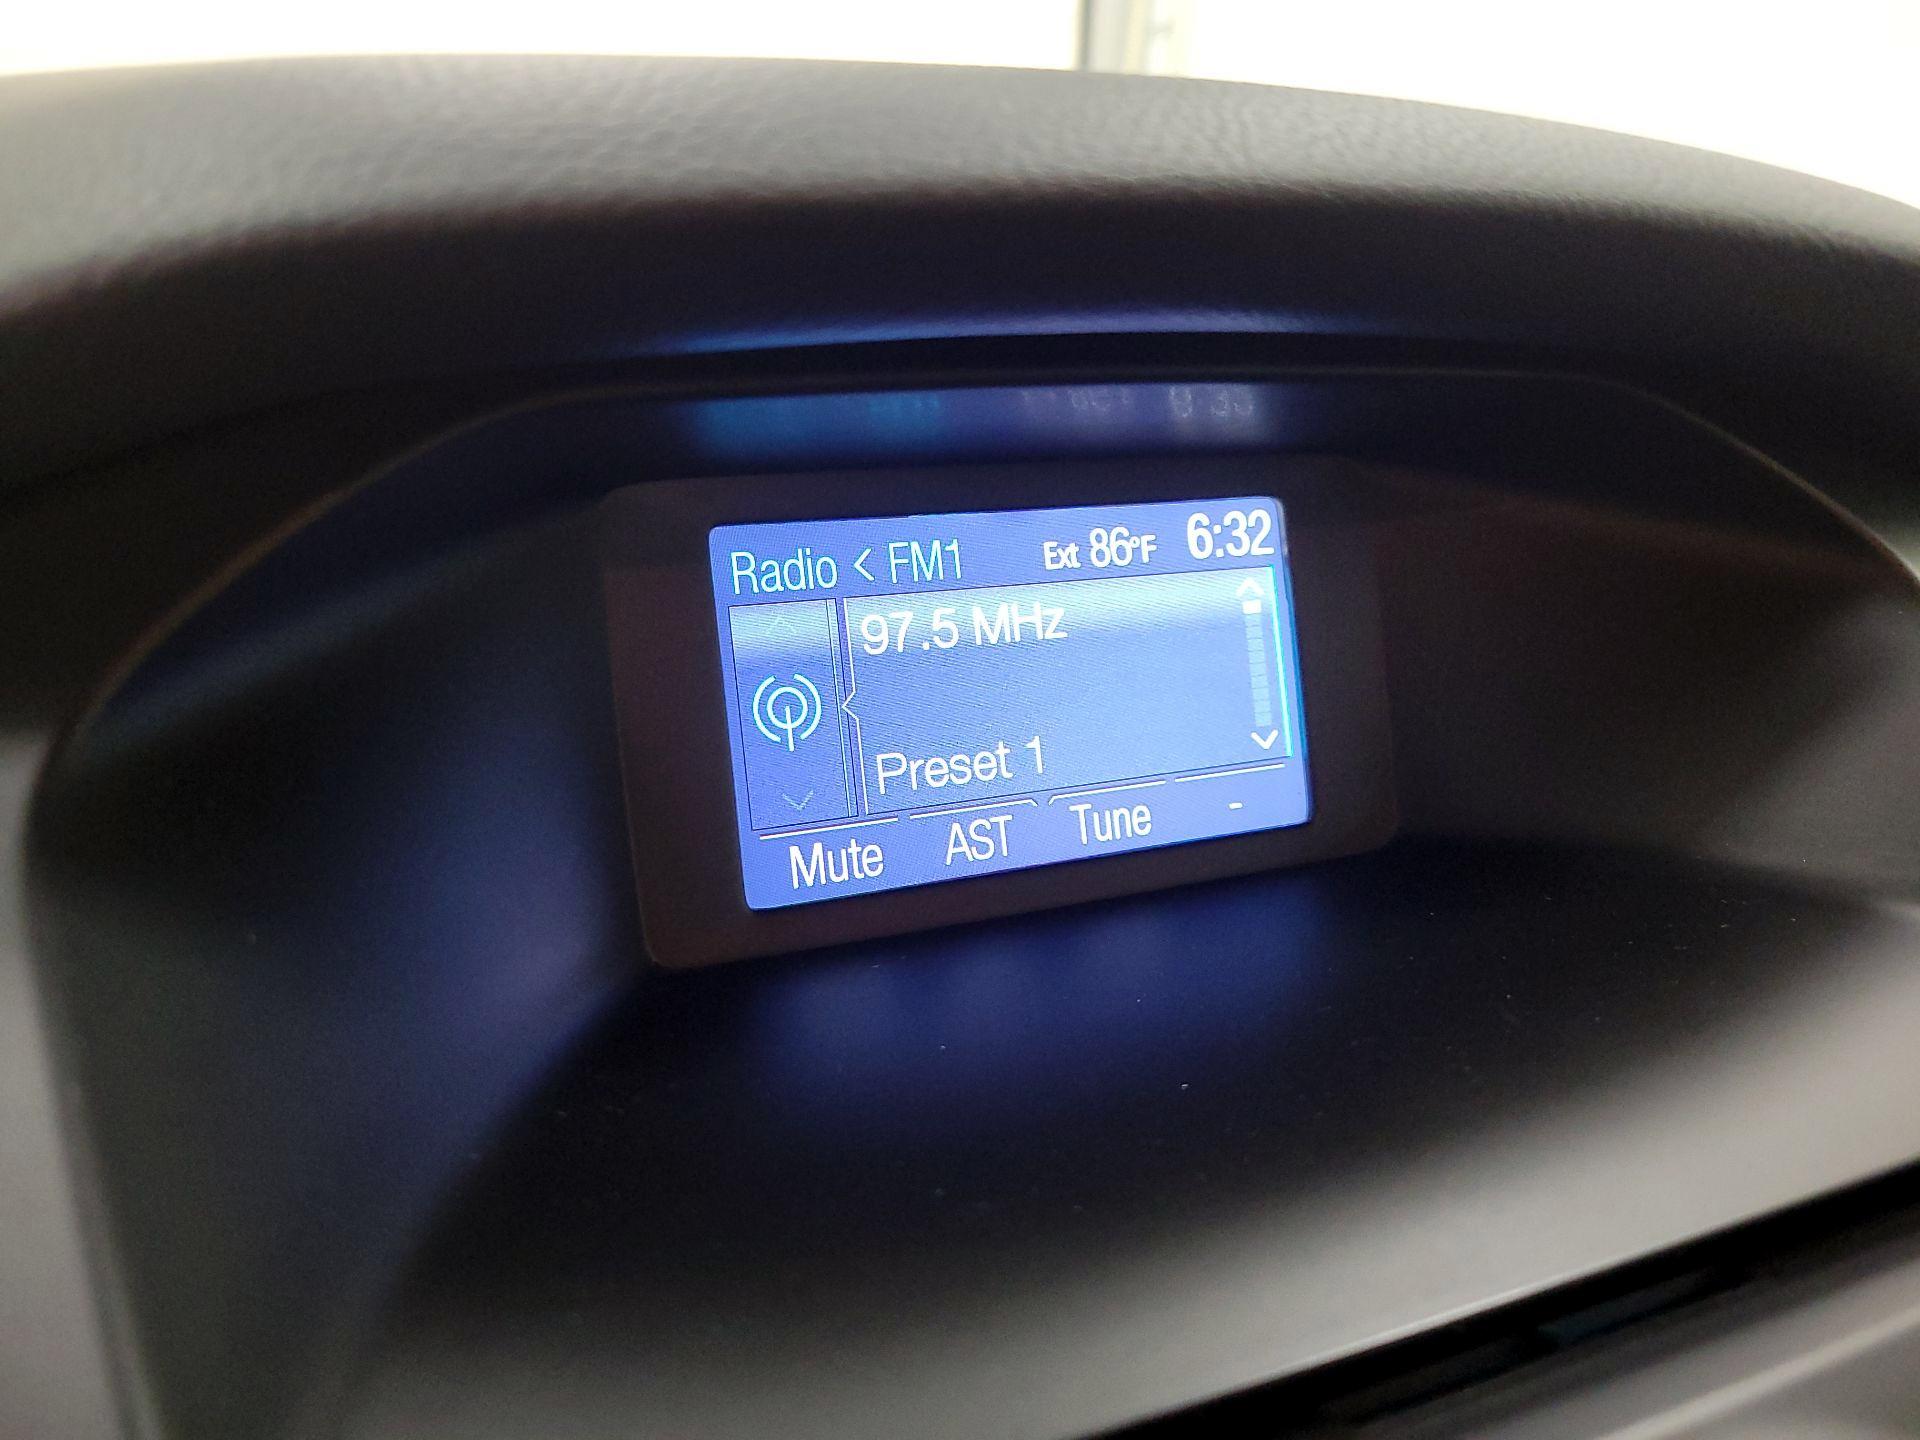 Radio < FM1 Ext 86°F 6:32
97.5 MHz
Preset 1
Mute AST Tune -